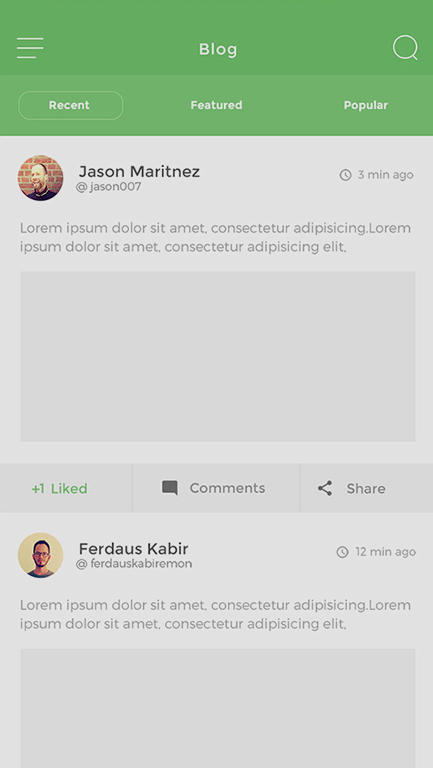 Blog
Recent Featured Popular
Jason Maritnez
3 min ago
@ jason007
Lorem ipsum dolor sit amet, consectetur adipisicing.Lorem
ipsum dolor sit amet, consectetur adipisicing elit,
+1 Liked Comments Share
Ferdaus Kabir
12 min ago
@ ferdauskabiremon
Lorem ipsum dolor sit amet, consectetur adipisicing.Lorem
ipsum dolor sit amet, consectetur adipisicing elit,